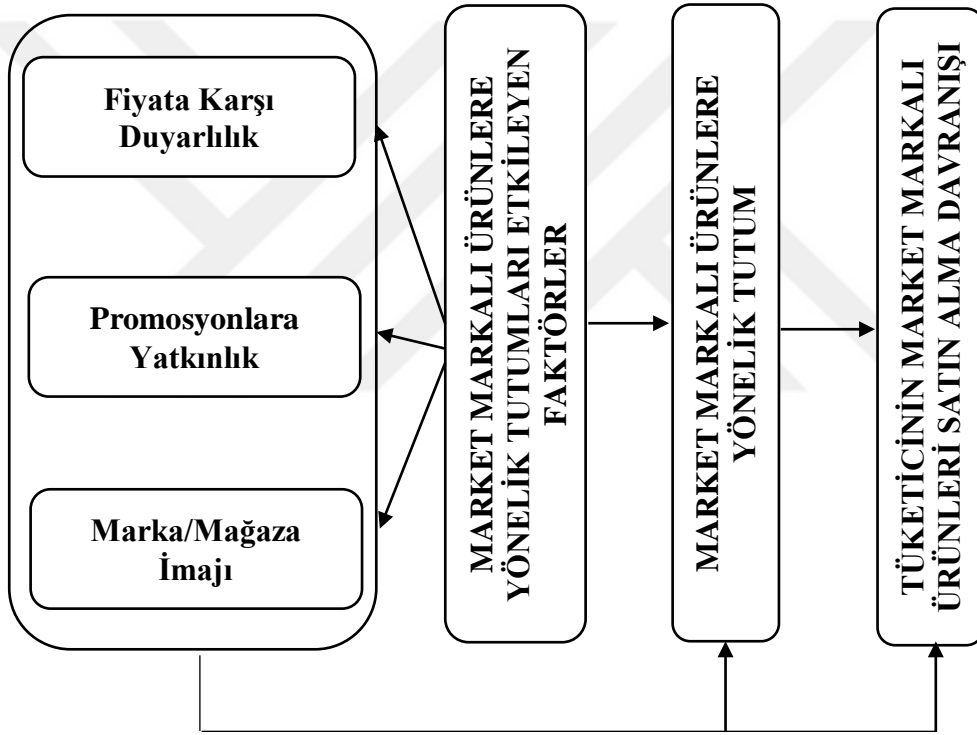 Fiyata Karşı
Duyarlılık
Promosyonlara
Yatkınlık
Marka/Mağaza
İmajı
MARKET MARKALI ÜRÜNLERE
YÖNELİK TUTUMLARI ETKİLEYEN
FAKTÖRLER
MARKET MARKALI ÜRÜNLERE
YÖNELİK TUTUM
TÜKETİCİNİN MARKET MARKALI
ÜRÜNLERİ SATIN ALMA DAVRANIŞI